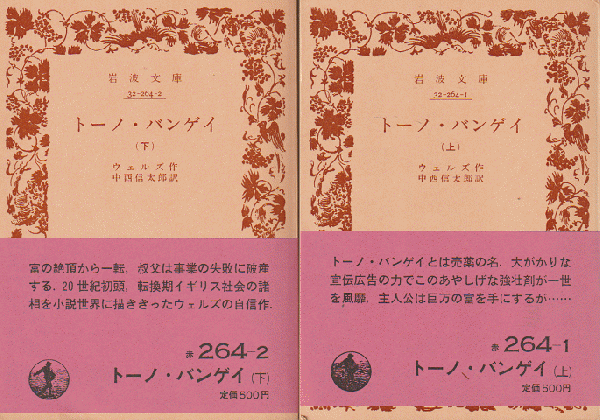 岩波文庫
32-264-2
トーノ・バンゲイ
(下)
ウェルズ作
中西信太郎訳
富の絶頂から一転，叔父は事業の失敗に破産
する．20世紀初頭，転換期イギリス社会の諸
相を小説世界に描ききったウェルズの自信作．
赤 264-2
トーノ・バンゲイ(下)
定価500円
岩波文庫
32-264-1
トーノ・バンゲイ
(上)
ウェルズ作
中西信太郎訳
トーノ・バンゲイとは売薬の名．大がかりな
宣伝広告の力でこのあやしげな強壮剤が一世
を風靡，主人公は巨万の富を手にするが……
赤 264-1
トーノ・バンゲイ(上)
定価500円